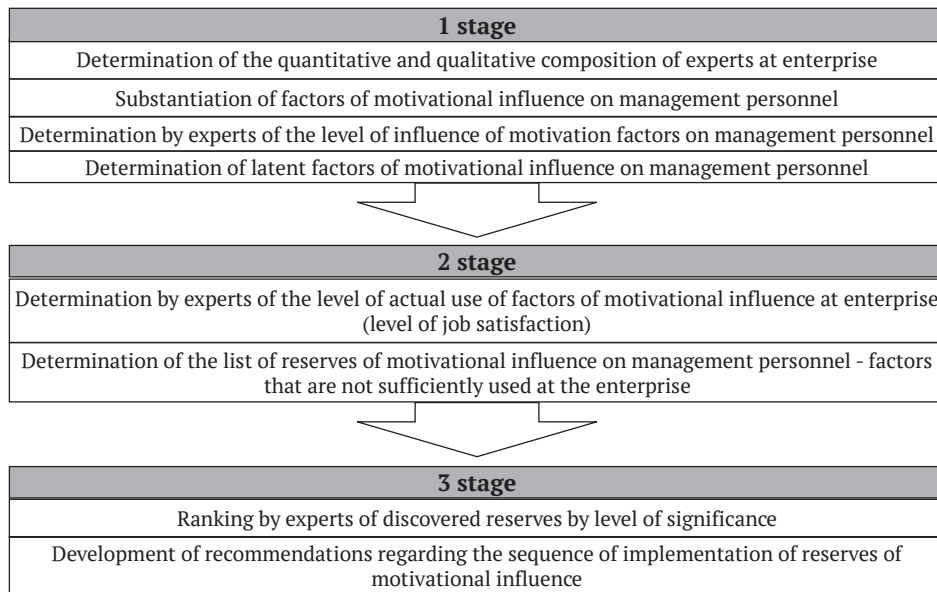 1 stage
Determination of the quantitative and qualitative composition of experts at enterprise
Substantiation of factors of motivational influence on management personnel
Determination by experts of the level of influence of motivation factors on management personnel
Determination of latent factors of motivational influence on management personnel
2 stage
Determination by experts of the level of actual use of factors of motivational influence at enterprise
(level of job satisfaction)
Determination of the list of reserves of motivational influence on management personnel - factors
that are not sufficiently used at the enterprise
3 stage
Ranking by experts of discovered reserves by level of significance
Development of recommendations regarding the sequence of implementation of reserves of
motivational influence